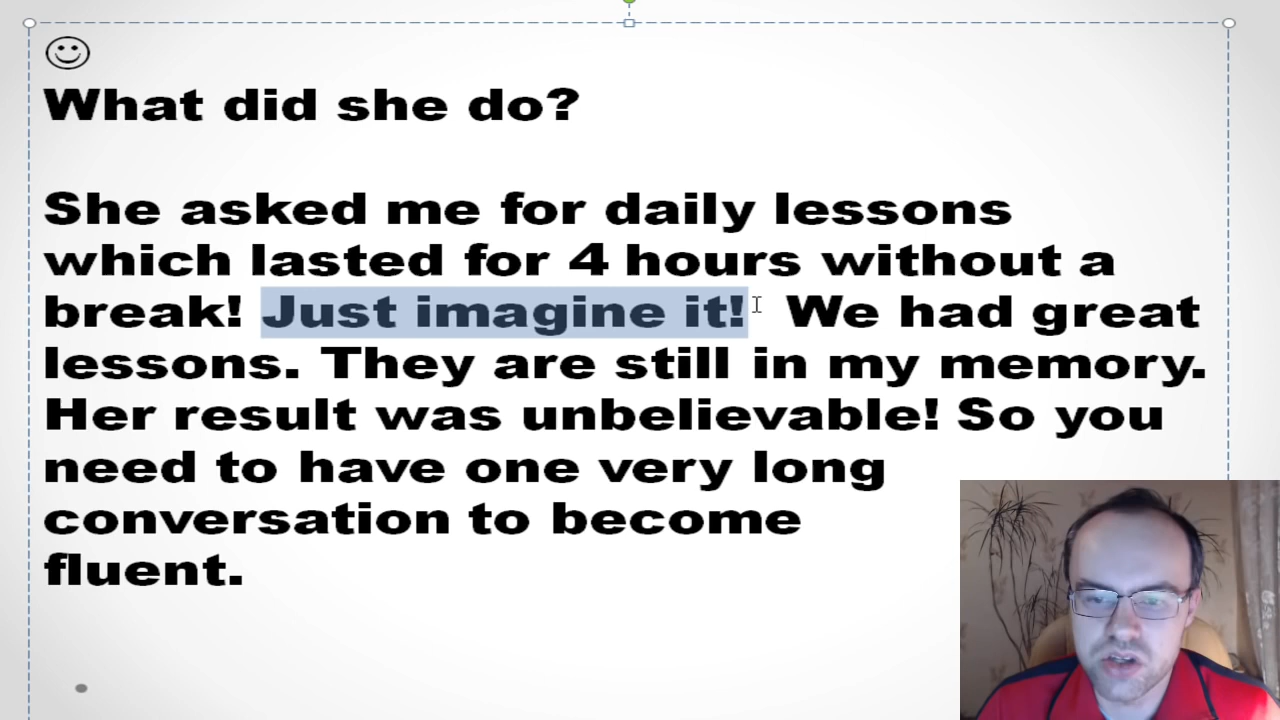 What did she do?
She asked me for daily lessons
which lasted for 4 hours without a
break! Just imagine it! We had great
lessons. They are still in my memory.
Her result was unbelievable! So you
need to have one very long
conversation to become
fluent.